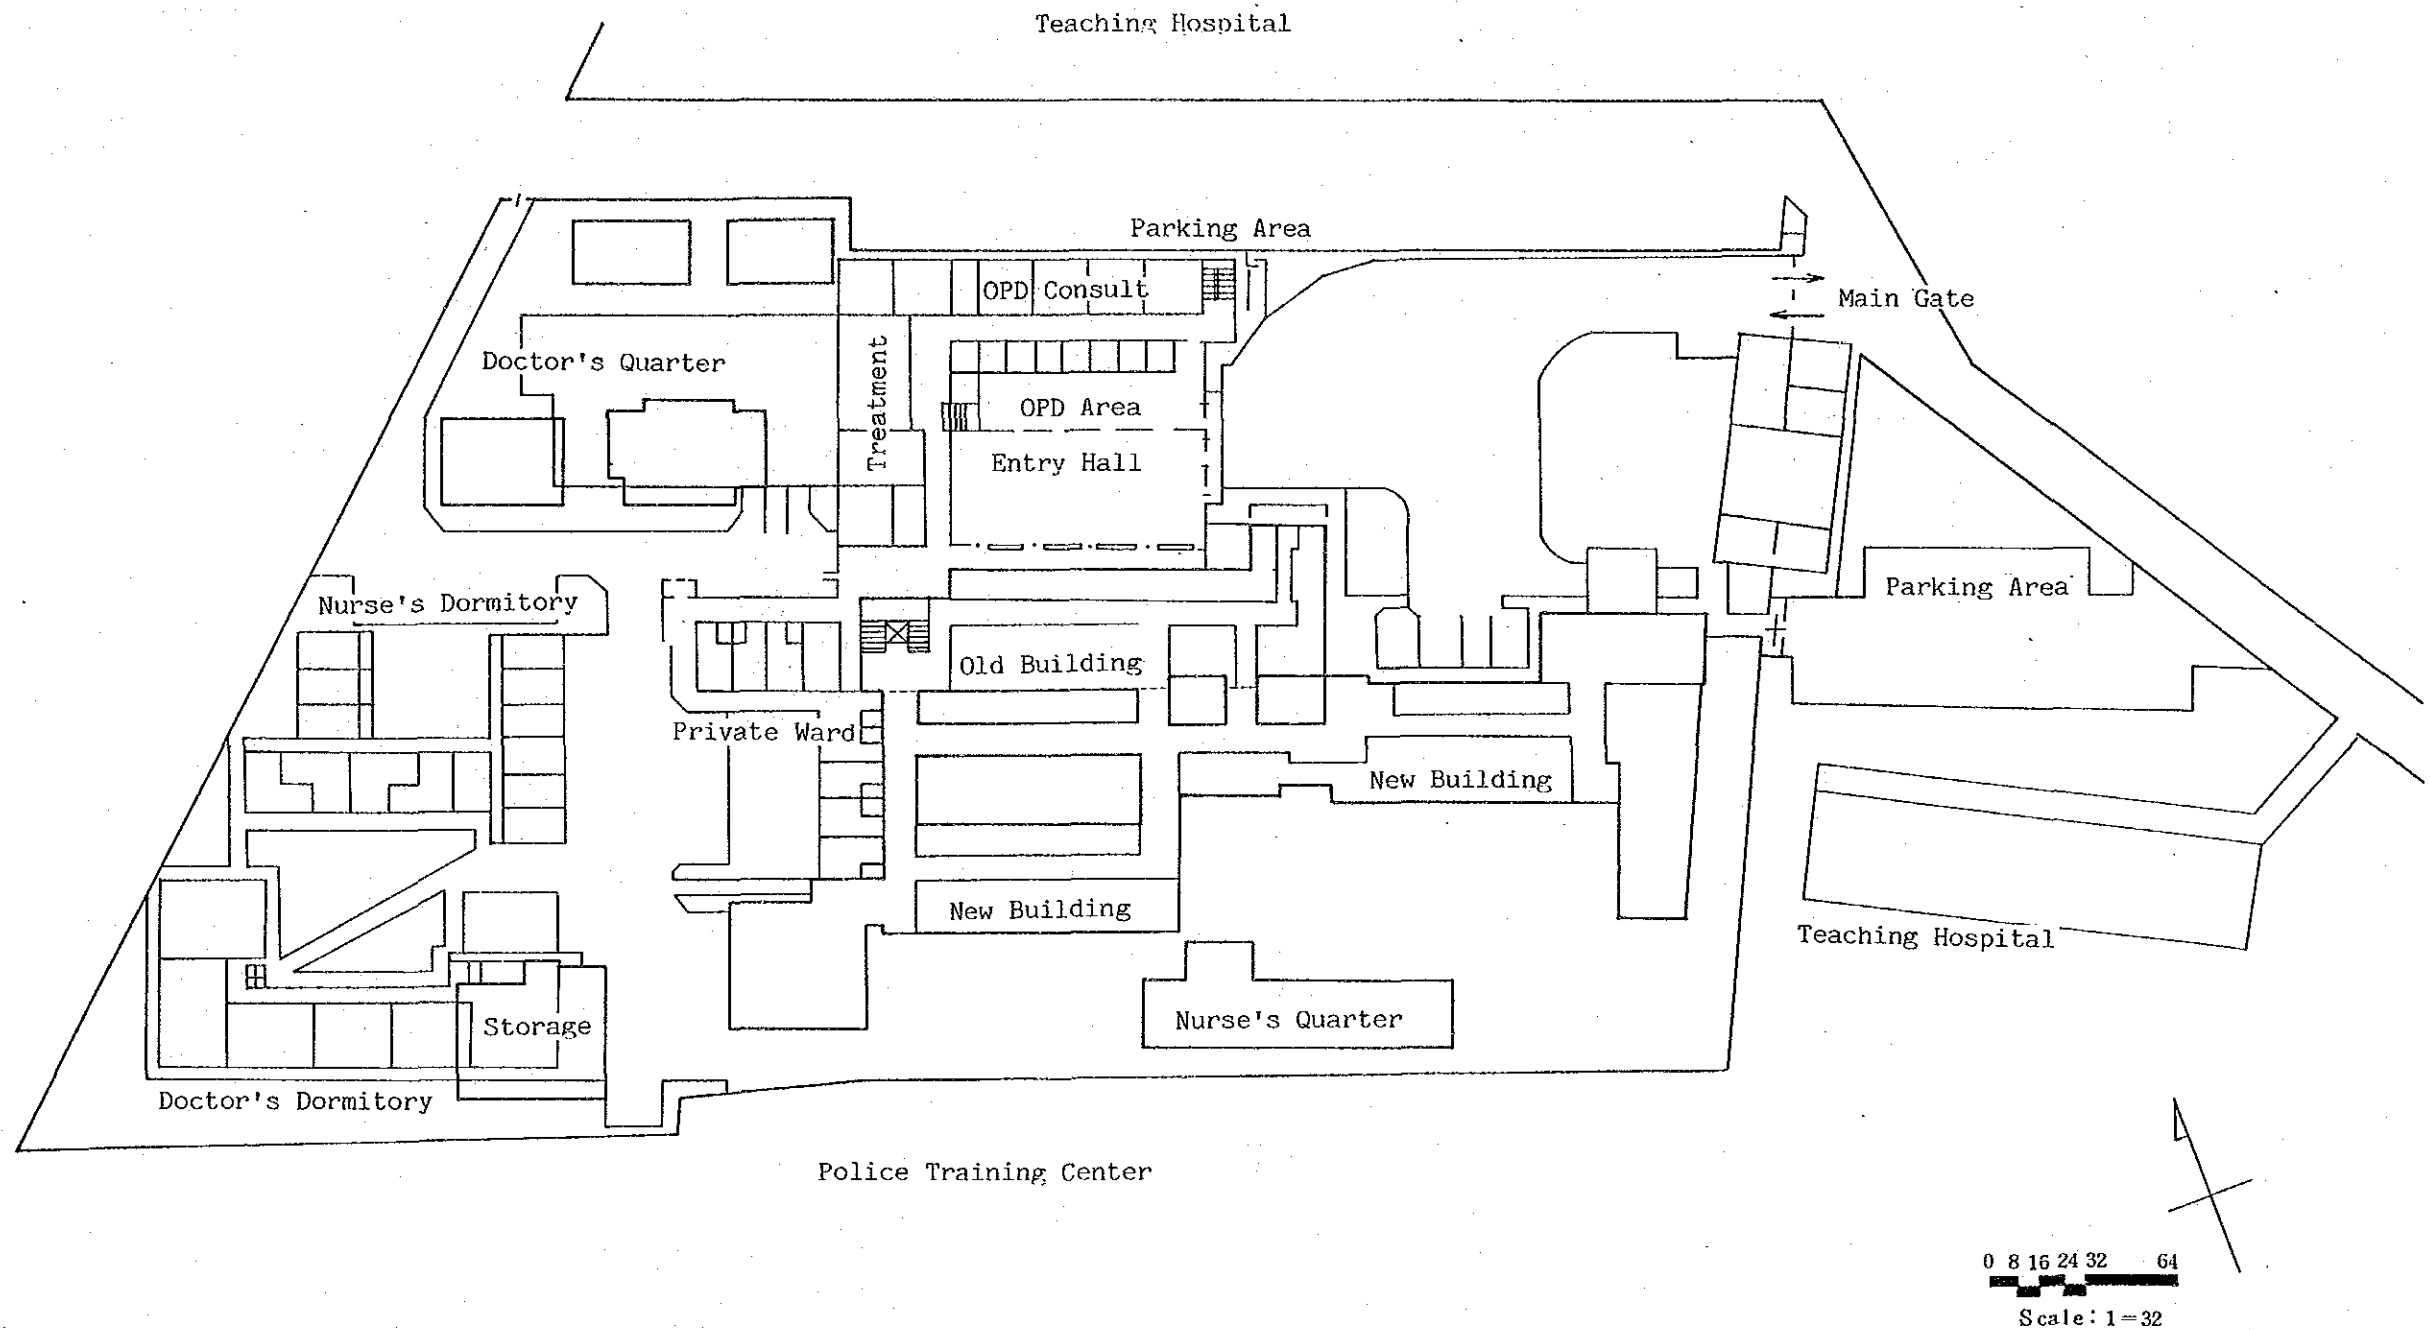 Teaching Hospital
Parking Area
OPD Consult
Main Gate
Doctor's Quarter
Treatment
OPD Area
Entry Hall
Parking Area
Nurse's Dormitory
Old Building
Private Ward
New Building
New Building
Teaching Hospital
Nurse's Quarter
Storage
Doctor's Dormitory
Police Training Center
0 8 16 24 32 64
Scale: 1=32